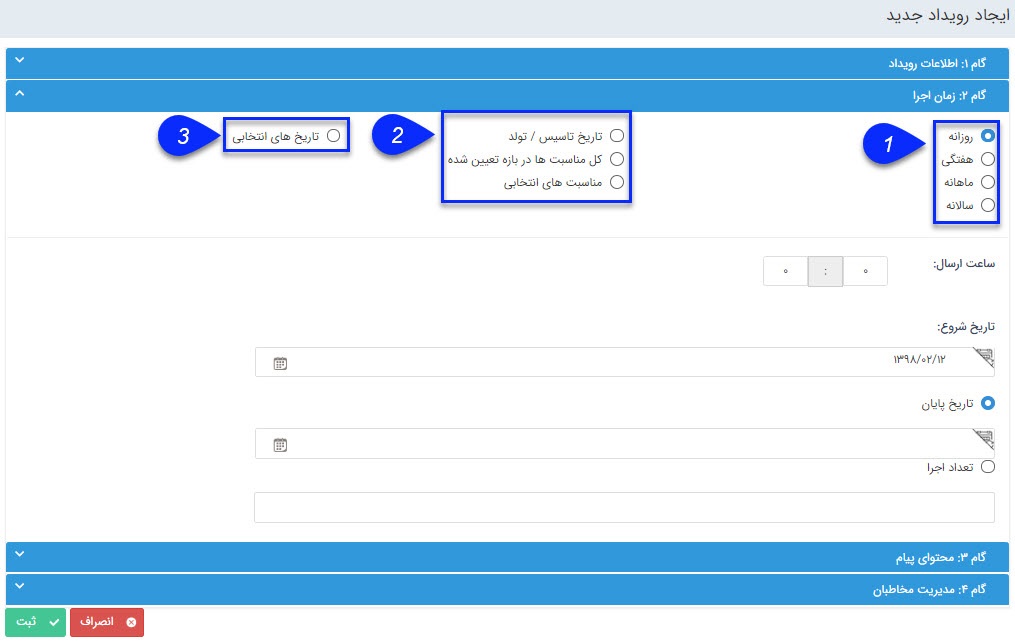 ایجاد رویداد جدید
گام ۱: اطلاعات رویداد
گام ۲: زمان اجرا
1
روزانه
هفتگی
ماهانه
سالانه
2
تاریخ تاسیس / تولد
کل مناسبت ها در بازه تعیین شده
مناسبت های انتخابی
3
تاریخ های انتخابی
ساعت ارسال:
۰ : ۰
تاریخ شروع:
۱۳۹۸/۰۲/۱۲
تاریخ پایان
تعداد اجرا
گام ۳: محتوای پیام
گام ۴: مدیریت مخاطبان
انصراف
ثبت